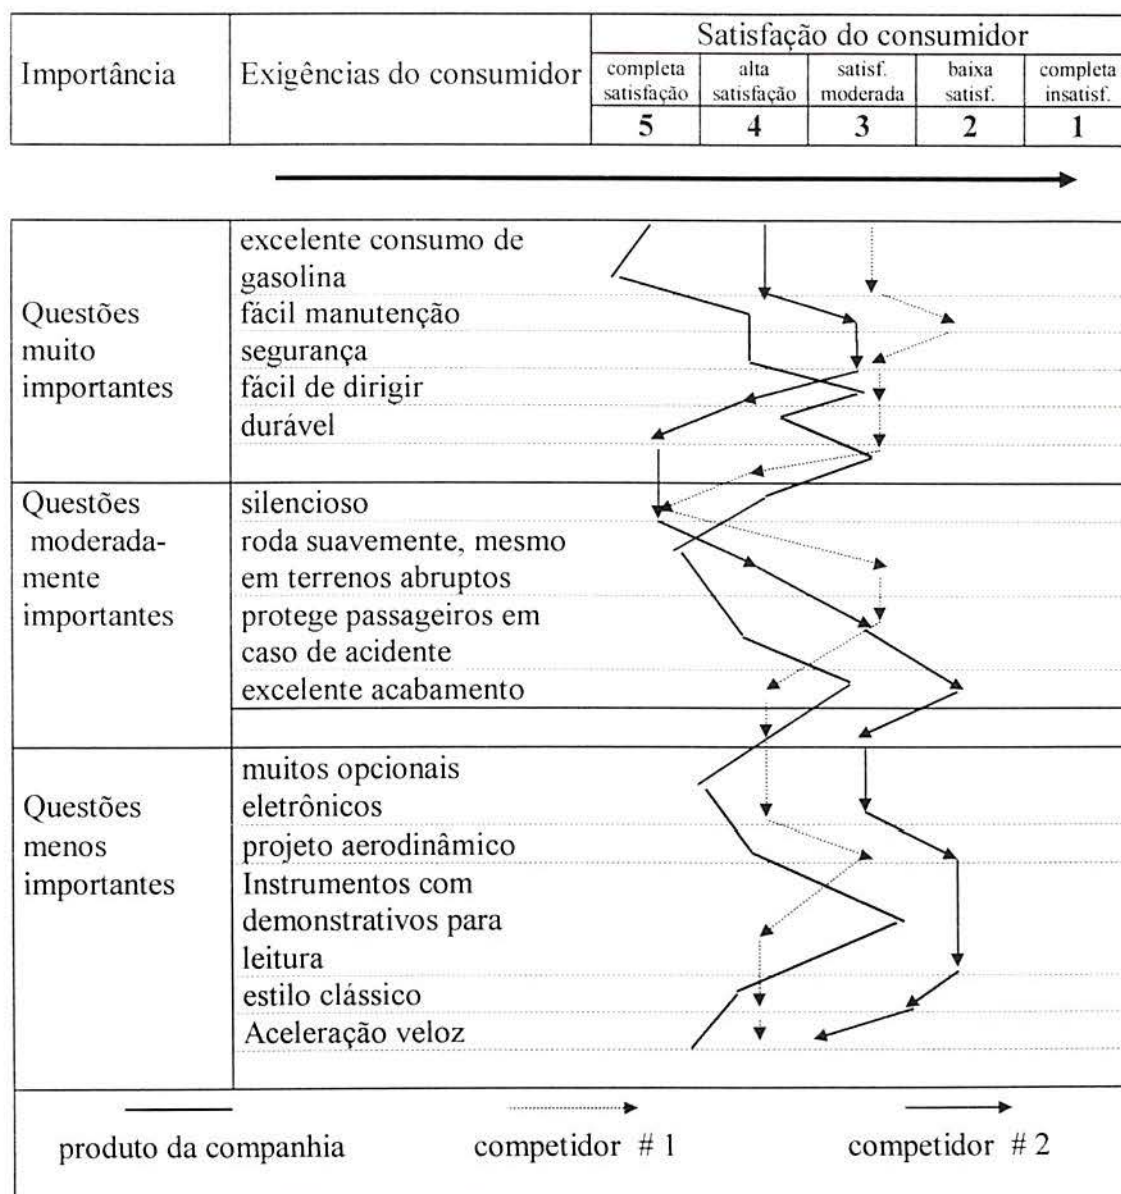 Importância
Exigências do consumidor
Satisfação do consumidor
completa satisfação
alta satisfação
satisf. moderada
baixa satisf.
completa insatisf.
5 4 3 2 1
Questões
muito
importantes
excelente consumo de
gasolina
fácil manutenção
segurança
fácil de dirigir
durável
Questões
moderada-
mente
importantes
silencioso
roda suavemente, mesmo
em terrenos abruptos
protege passageiros em
caso de acidente
excelente acabamento
Questões
menos
importantes
muitos opcionais
eletrônicos
projeto aerodinâmico
Instrumentos com
demonstrativos para
leitura
estilo clássico
Aceleração veloz
produto da companhia
competidor # 1
competidor # 2